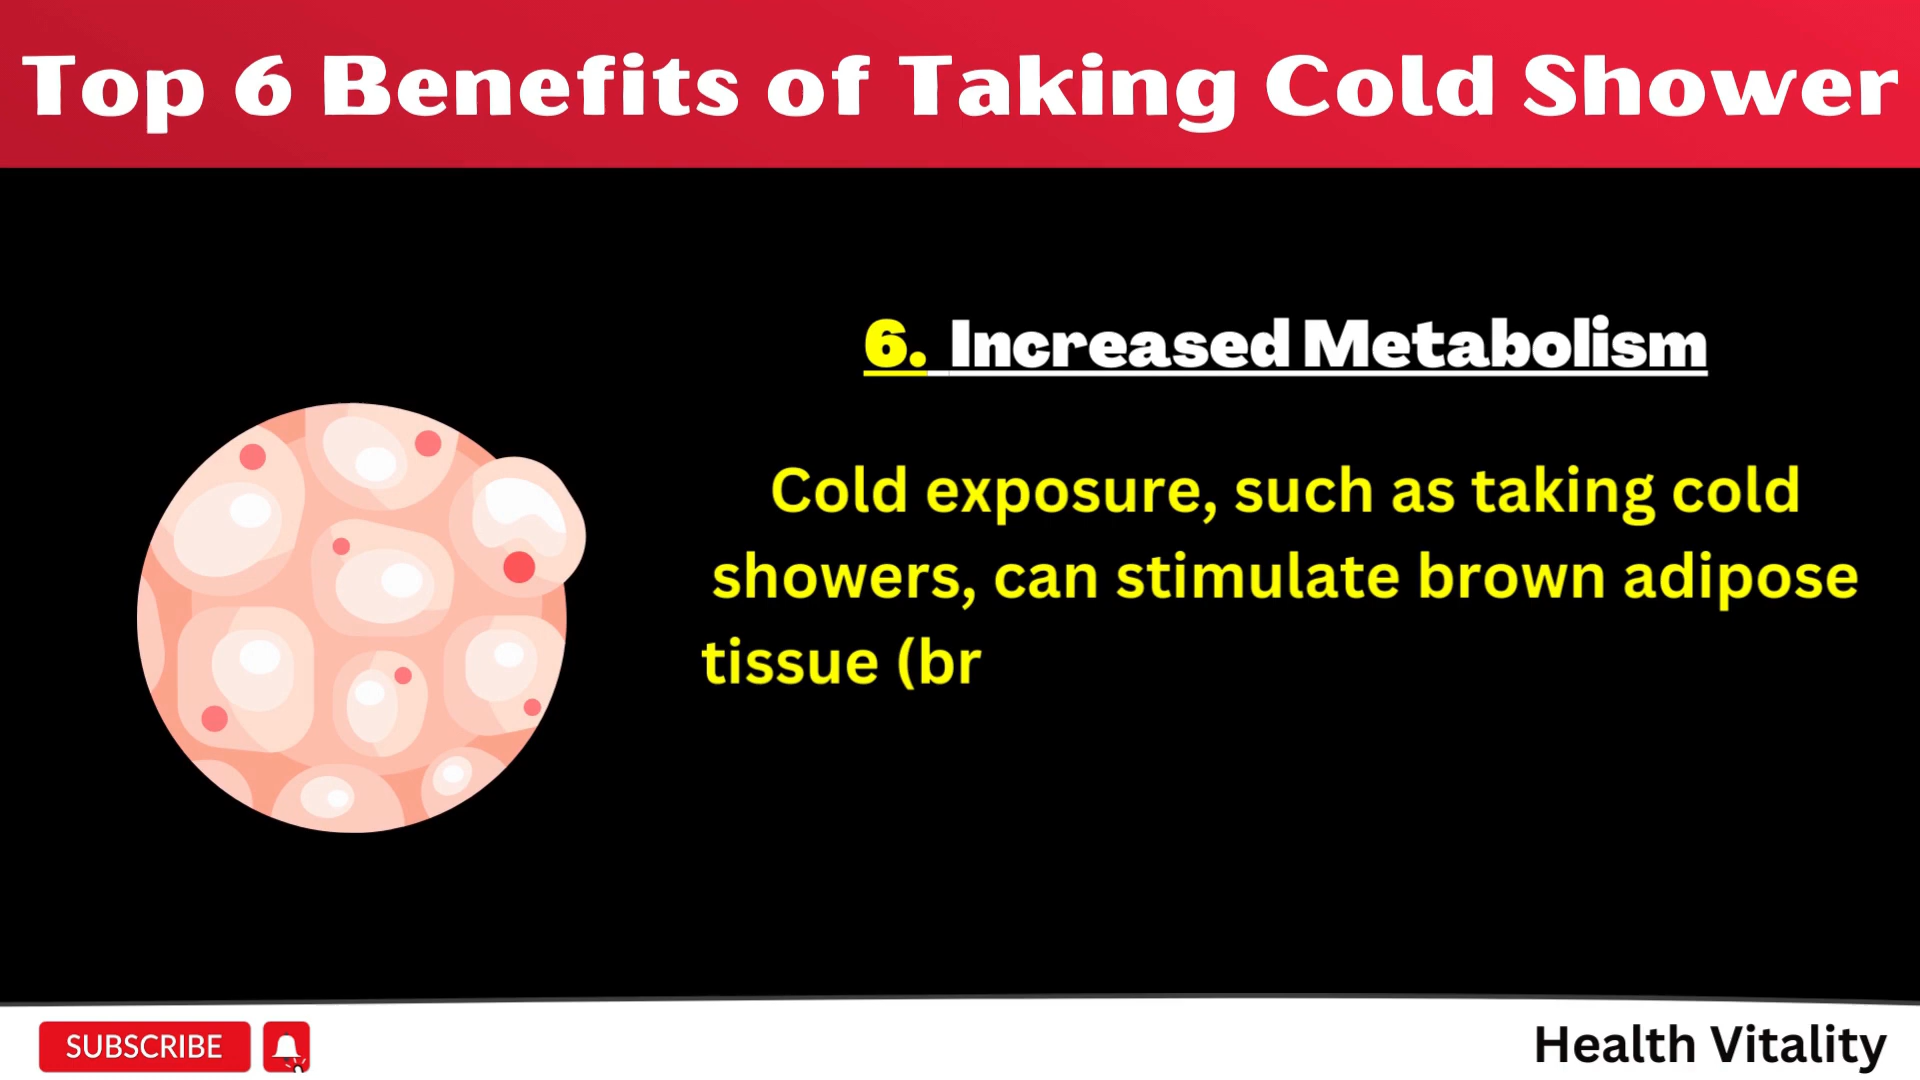 Top 6 Benefits of Taking Cold Shower
6. Increased Metabolism
Cold exposure, such as taking cold
showers, can stimulate brown adipose
tissue (br
SUBSCRIBE
Health Vitality